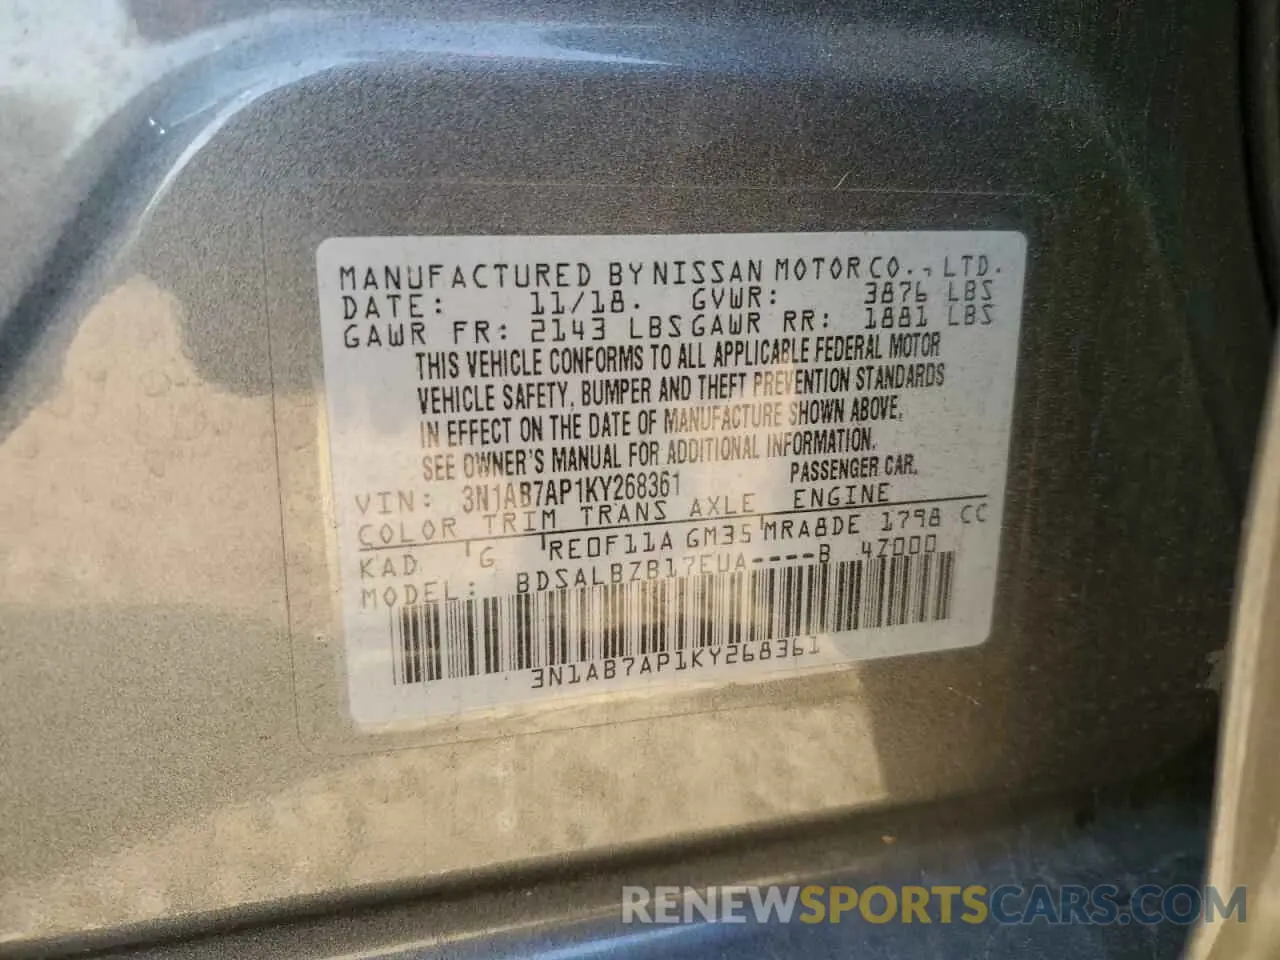 MANUFACTURED BY NISSAN MOTOR CO., LTD.
DATE: 11/18. GVWR: 3876 LBS
GAWR FR: 2143 LBS GAWR RR: 1881 LBS
THIS VEHICLE CONFORMS TO ALL APPLICABLE FEDERAL MOTOR
VEHICLE SAFETY, BUMPER AND THEFT PREVENTION STANDARDS
IN EFFECT ON THE DATE OF MANUFACTURE SHOWN ABOVE.
SEE OWNER'S MANUAL FOR ADDITIONAL INFORMATION.
VIN: 3N1AB7AP1KY268361 PASSENGER CAR.
COLOR TRIM TRANS AXLE ENGINE
KAD G RE0F11A GM35 MRA8DE 1798 CC
MODEL: BDSALBZB17EUA----B 47000
3N1AB7AP1KY268361
RENEWSPORTSCARS.COM